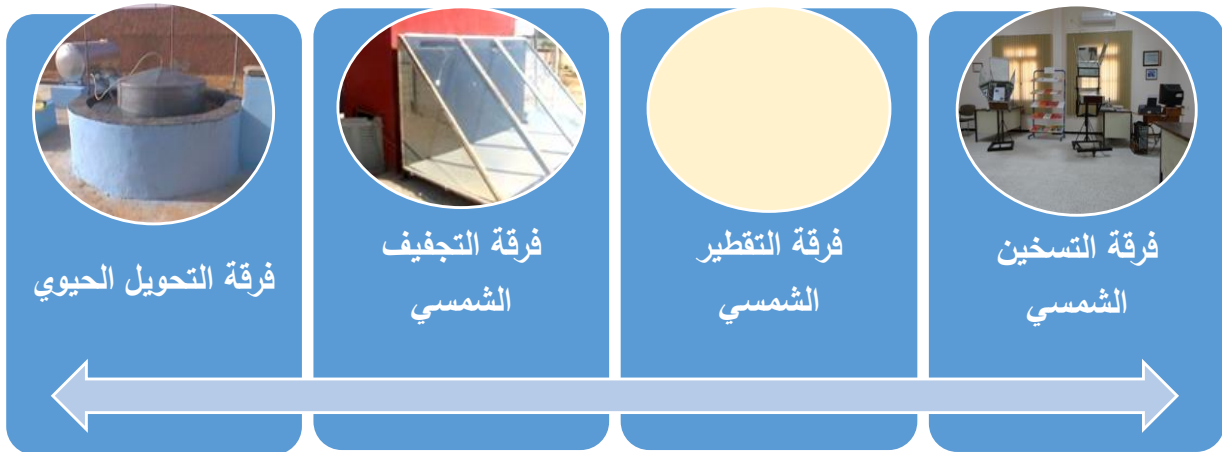 فرقة التسخين
الشمسي
فرقة التقطير
الشمسي
فرقة التجفيف
الشمسي
فرقة التحويل الحيوي